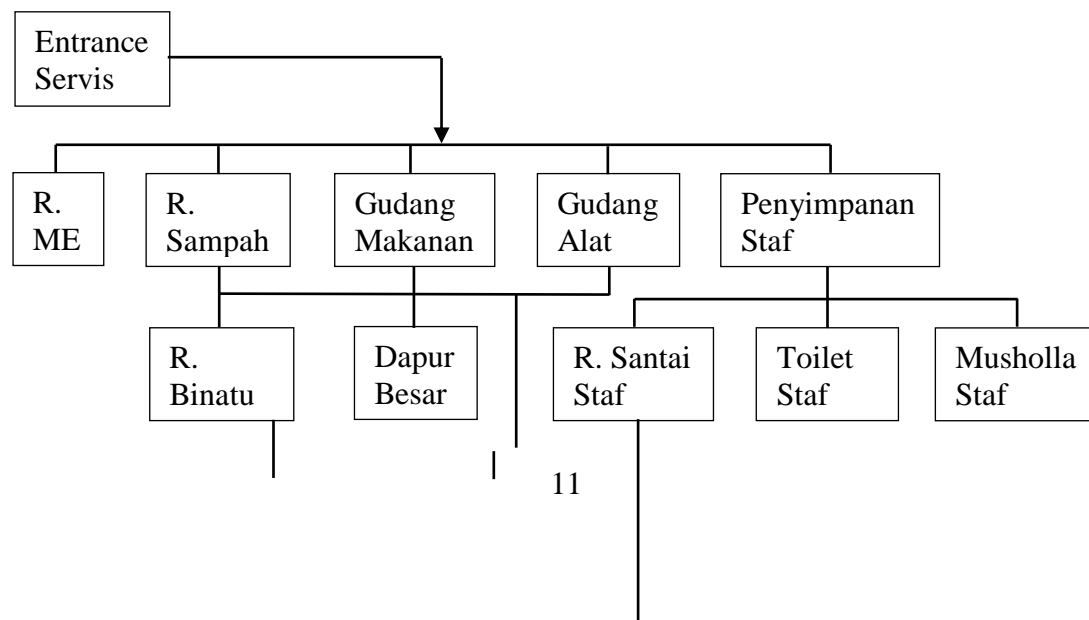 Entrance
Servis
R.
ME
R.
Sampah
Gudang
Makanan
Gudang
Alat
Penyimpanan
Staf
R.
Binatu
Dapur
Besar
R. Santai
Staf
Toilet
Staf
Musholla
Staf
11